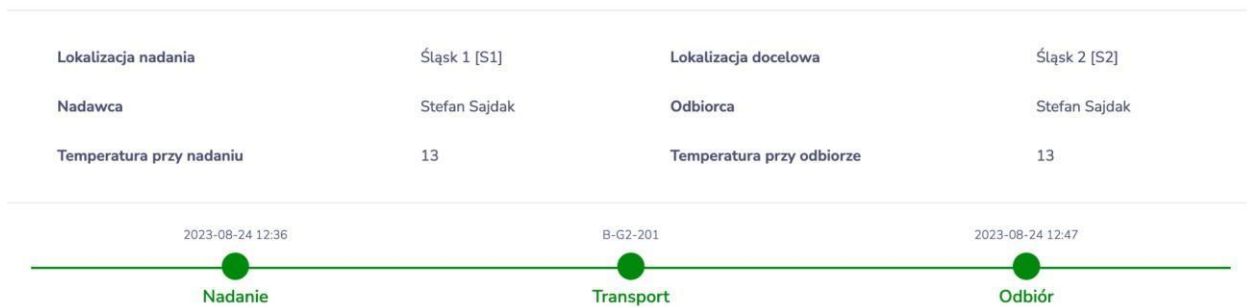 Lokalizacja nadania Śląsk 1 [S1] Lokalizacja docelowa Śląsk 2 [S2]
Nadawca Stefan Sajdak Odbiorca Stefan Sajdak
Temperatura przy nadaniu 13 Temperatura przy odbiorze 13
2023-08-24 12:36 B-G2-201 2023-08-24 12:47
Nadanie Transport Odbiór